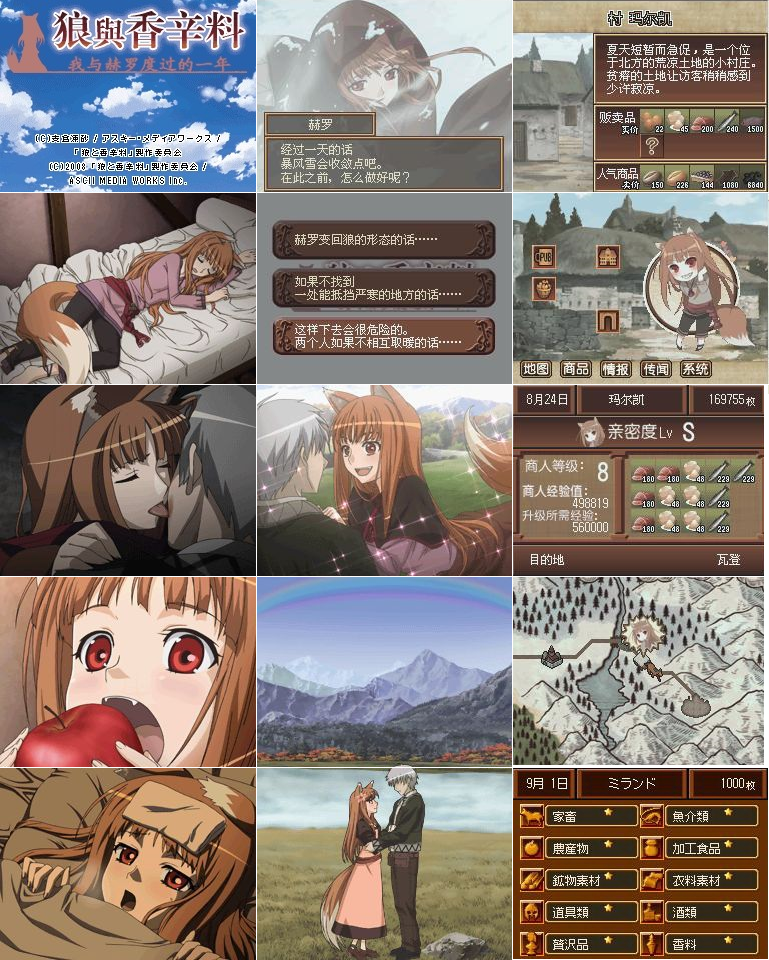 狼與香辛料
我与赫罗度过的一年
(C)支倉凍砂 / アスキー・メディアワークス /
「狼と香辛料」製作委員会
(C)2008「狼と香辛料」製作委員会 /
ASCII MEDIA WORKS Inc.
赫罗
经过一天的话
暴风雪会收敛点吧。
在此之前，怎么做好呢？
村 玛尔凯
夏天短暂而急促，是一个位
于北方的荒凉土地的小村庄。
贫瘠的土地让访客稍稍感到
少许寂凉。
贩卖品
买价 22 45 200 240 1500
?
人气商品
卖价 150 226 144 1080 6840
赫罗变回狼的形态的话……
如果不找到
一处能抵挡严寒的地方的话……
这样下去会很危险的。
两个人如果不相互取暖的话……
PUB
地图 商品 情报 传闻 系统
8月24日 玛尔凯 169755枚
亲密度Lv S
商人等级: 8
商人经验值:
498819
升级所需经验:
560000
180 180 48 229 229
180 48 48 229
180 48 48 229
目的地 瓦登
9月 1日 ミランド 1000枚
家畜 魚介類
農産物 加工食品
鉱物素材 衣料素材
道具類 酒類
贅沢品 香料